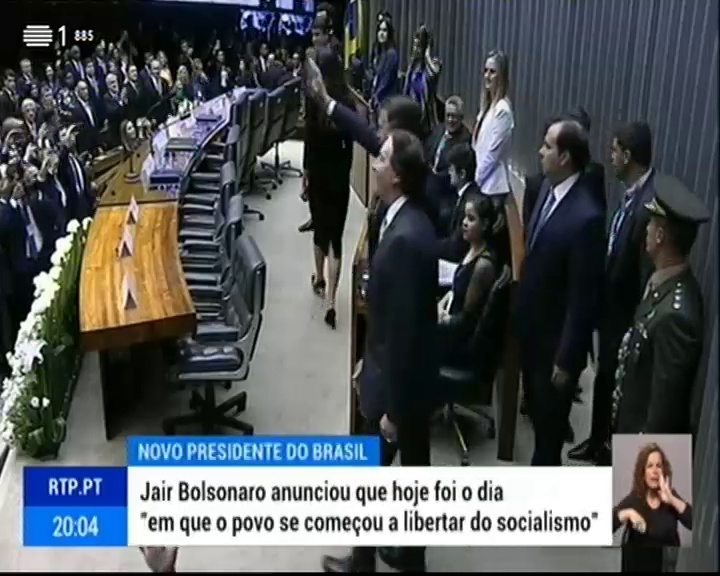 1 885
NOVO PRESIDENTE DO BRASIL
RTP.PT
Jair Bolsonaro anunciou que hoje foi o dia
20:04
"em que o povo se começou a libertar do socialismo"